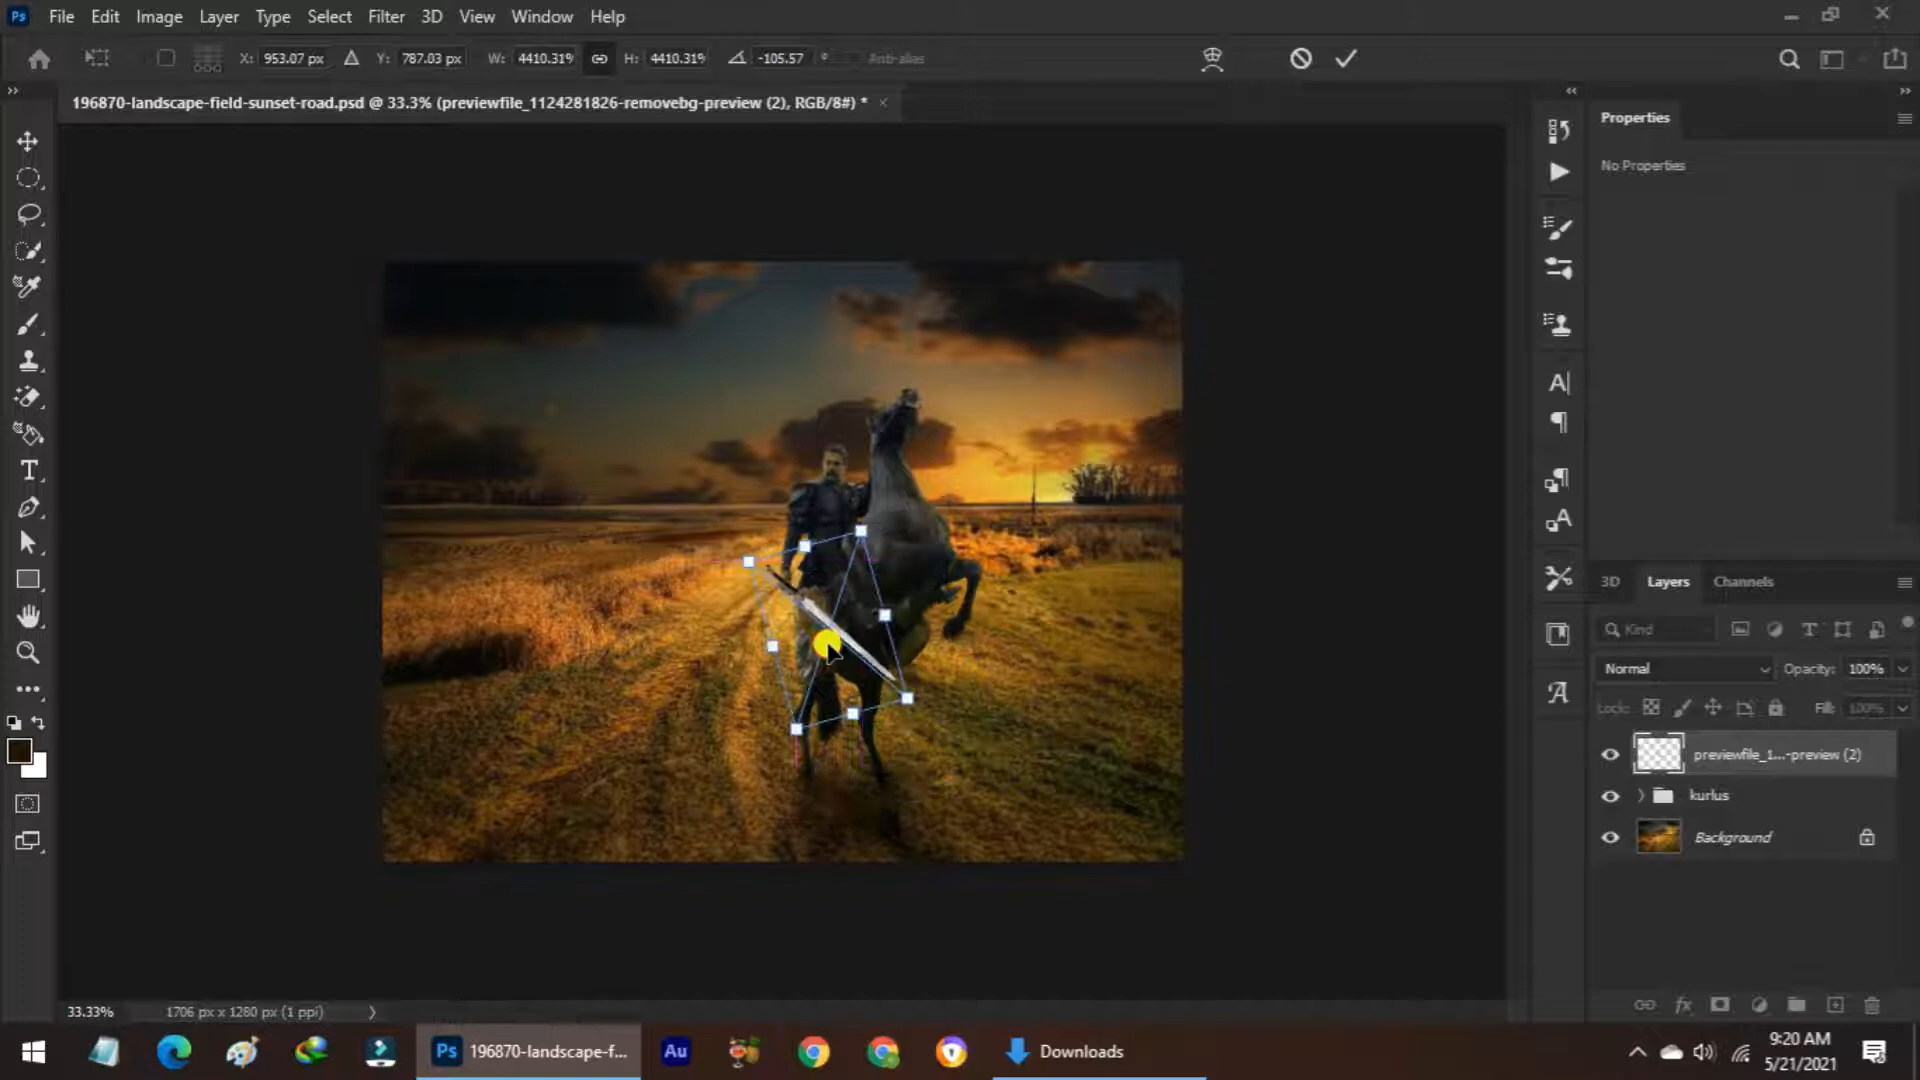 Ps File Edit Image Layer Type Select Filter 3D View Window Help
X: 953.07 px Y: 787.03 px W: 4410.31% H: 4410.31% -105.57 ° Anti-alias
196870-landscape-field-sunset-road.psd @ 33.3% (previewfile_1124281826-removebg-preview (2), RGB/8#) * ×
Properties
No Properties
3D Layers Channels
Kind
Normal Opacity: 100%
Lock: Fill: 100%
previewfile_1...-preview (2)
kurlus
Background
33.33% 1706 px x 1280 px (1 ppi)
Ps 196870-landscape-f... Au Downloads
9:20 AM
5/21/2021